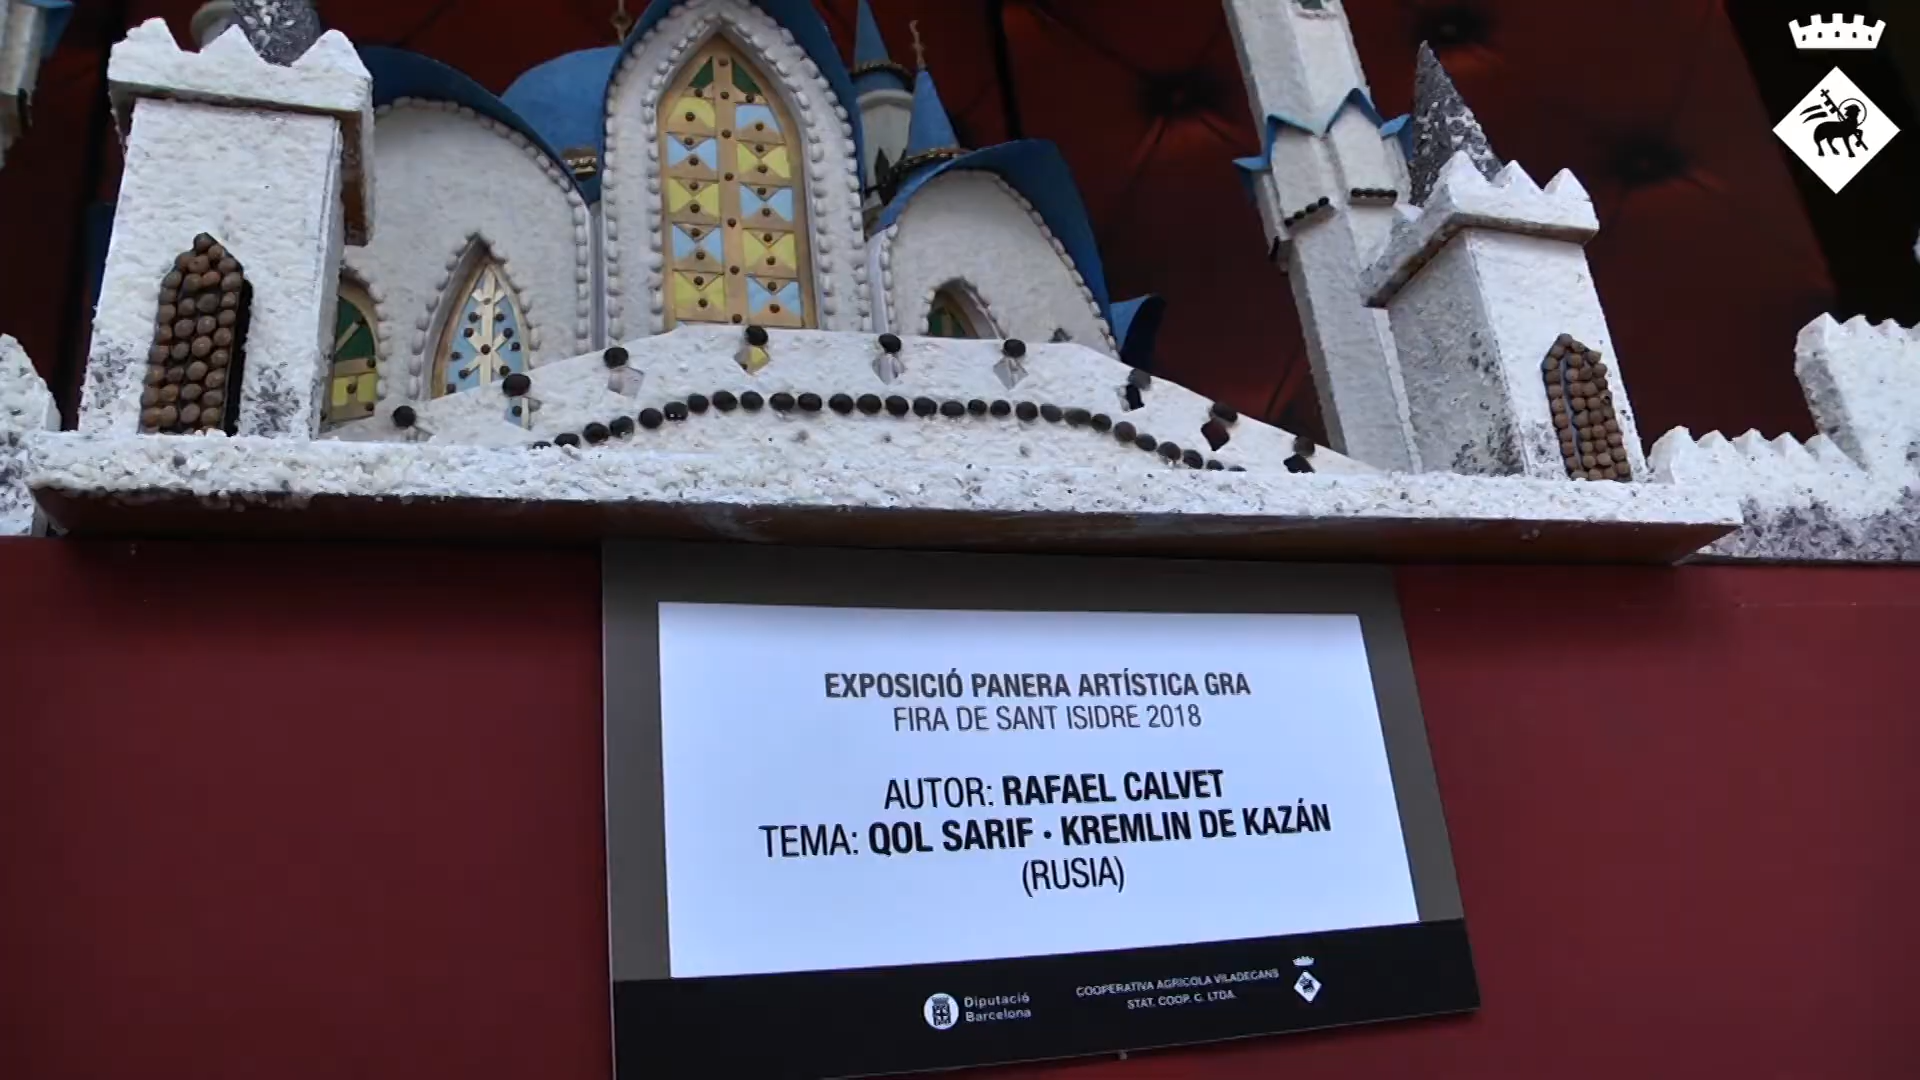 EXPOSICIÓ PANERA ARTÍSTICA GRA
FIRA DE SANT ISIDRE 2018
AUTOR: RAFAEL CALVET
TEMA: QOL SARIF · KREMLIN DE KAZÁN
(RUSIA)
Diputació
Barcelona
COOPERATIVA AGRICOLA VILADECANS
STAT. COOP. C. LTDA.